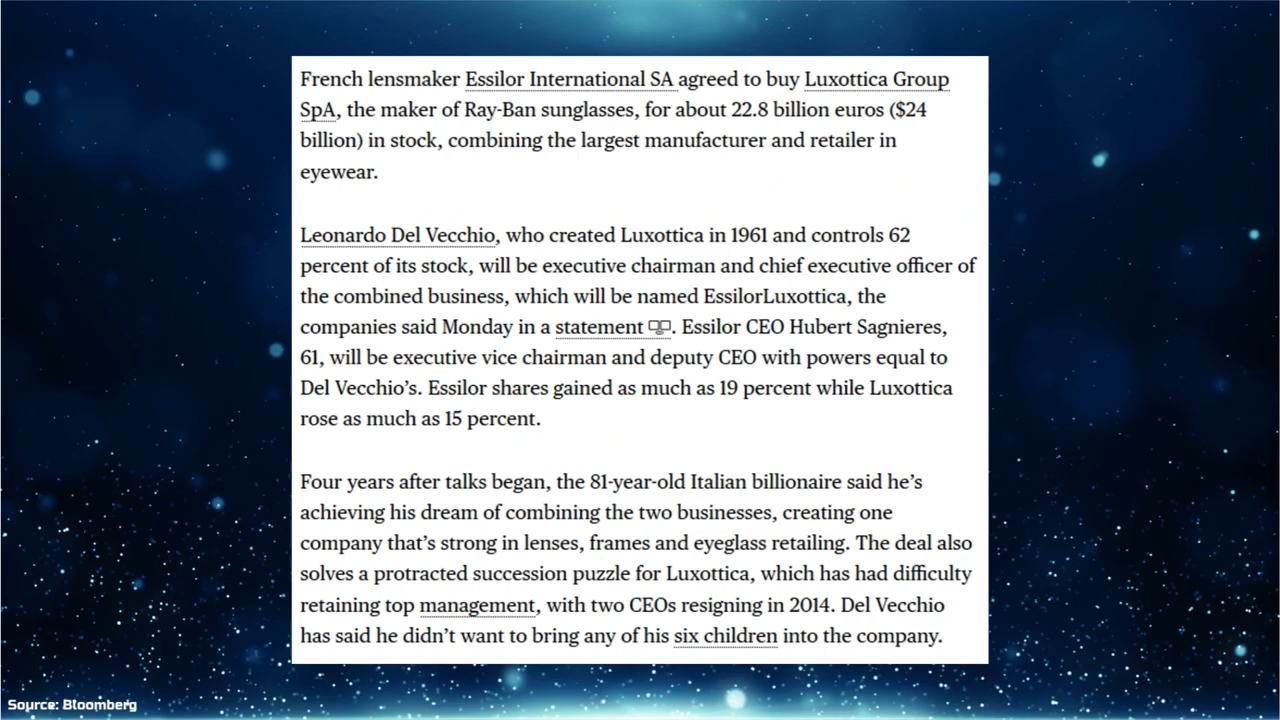 French lensmaker Essilor International SA agreed to buy Luxottica Group
SpA, the maker of Ray-Ban sunglasses, for about 22.8 billion euros ($24
billion) in stock, combining the largest manufacturer and retailer in
eyewear.
Leonardo Del Vecchio, who created Luxottica in 1961 and controls 62
percent of its stock, will be executive chairman and chief executive officer of
the combined business, which will be named EssilorLuxottica, the
companies said Monday in a statement. Essilor CEO Hubert Sagnieres,
61, will be executive vice chairman and deputy CEO with powers equal to
Del Vecchio’s. Essilor shares gained as much as 19 percent while Luxottica
rose as much as 15 percent.
Four years after talks began, the 81-year-old Italian billionaire said he’s
achieving his dream of combining the two businesses, creating one
company that’s strong in lenses, frames and eyeglass retailing. The deal also
solves a protracted succession puzzle for Luxottica, which has had difficulty
retaining top management, with two CEOs resigning in 2014. Del Vecchio
has said he didn’t want to bring any of his six children into the company.
Source: Bloomberg